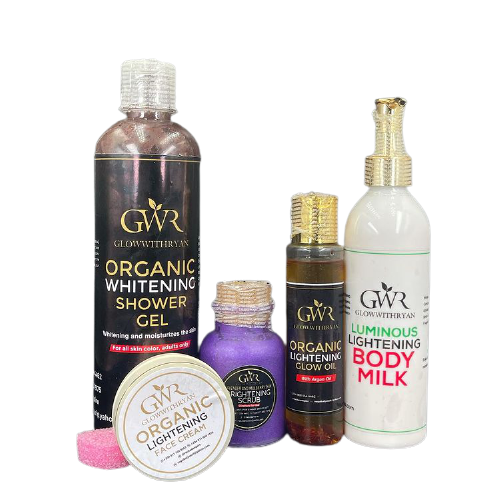 GWR
GLOWWITHRYAN
ORGANIC
WHITENING
SHOWER
GEL
Whitening and moisturizes the skin
For all skin color, adults only
GWR
GLOWWITHRYAN
ORGANIC
LIGHTENING
FACE CREAM
GWR
BRIGHTENING
SCRUB
GWR
GLOWWITHRYAN
ORGANIC
LIGHTENING
GLOW OIL
With Argan Oil
GWR
GLOWWITHRYAN
LUMINOUS
LIGHTENING
BODY
MILK